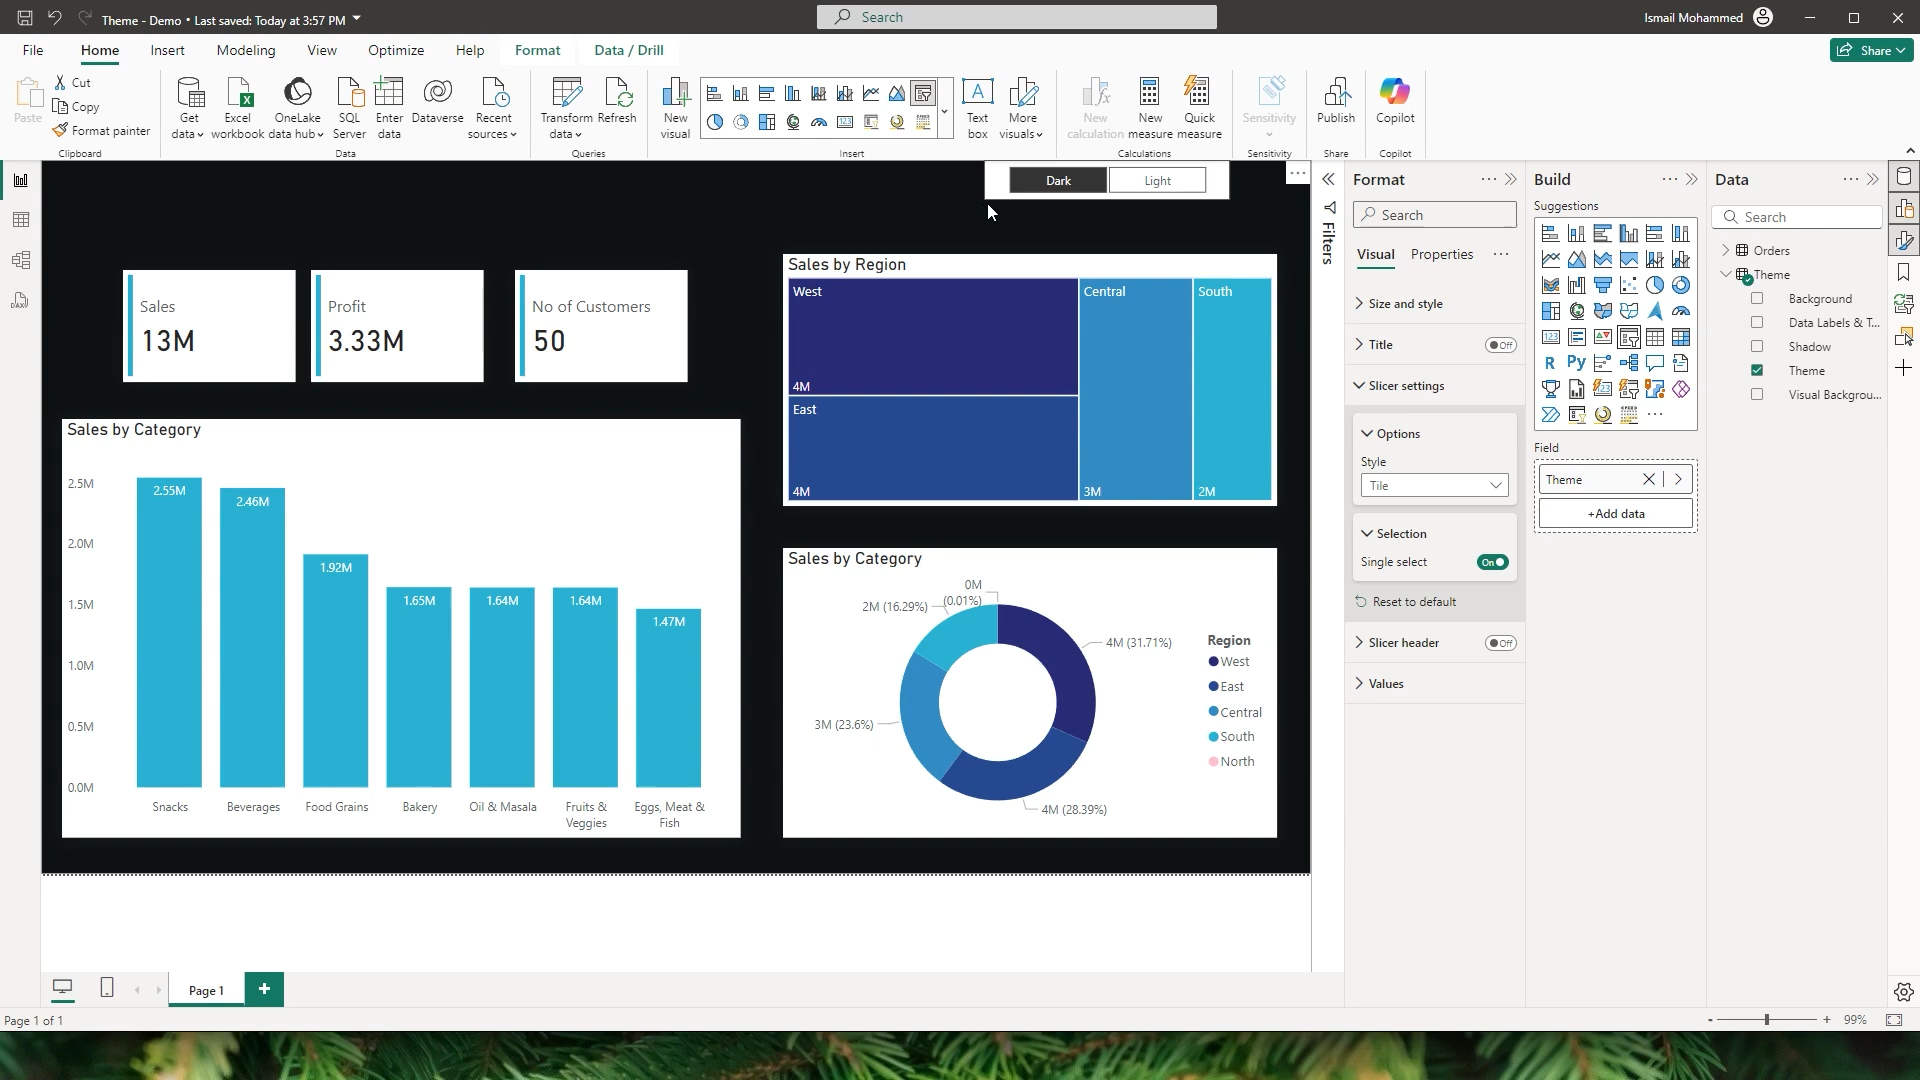 Theme - Demo • Last saved: Today at 3:57 PM
Search
Ismail Mohammed
File
Home
Insert
Modeling
View
Optimize
Help
Format
Data / Drill
Share
Paste
Cut
Copy
Format painter
Clipboard
Get data
Excel workbook
OneLake data hub
SQL Server
Enter data
Dataverse
Recent sources
Data
Transform data
Refresh
Queries
New visual
Text box
More visuals
Insert
New calculation
New measure
Quick measure
Calculations
Sensitivity
Sensitivity
Publish
Share
Copilot
Copilot
Dark
Light
Sales
13M
Profit
3.33M
No of Customers
50
Sales by Region
West
4M
East
4M
Central
3M
South
2M
Sales by Category
2.5M
2.0M
1.5M
1.0M
0.5M
0.0M
2.55M
2.46M
1.92M
1.65M
1.64M
1.64M
1.47M
Snacks
Beverages
Food Grains
Bakery
Oil & Masala
Fruits &
Veggies
Eggs, Meat &
Fish
Sales by Category
0M
(0.01%)
2M (16.29%)
4M (31.71%)
3M (23.6%)
4M (28.39%)
Region
West
East
Central
South
North
Filters
Format
Search
Visual
Properties
Size and style
Title
Off
Slicer settings
Options
Style
Tile
Selection
Single select
On
Reset to default
Slicer header
Off
Values
Build
Suggestions
R
Py
Field
Theme
+Add data
Data
Search
Orders
Theme
Background
Data Labels & T...
Shadow
Theme
Visual Backgrou...
DAX
Page 1
Page 1 of 1
- + 99%